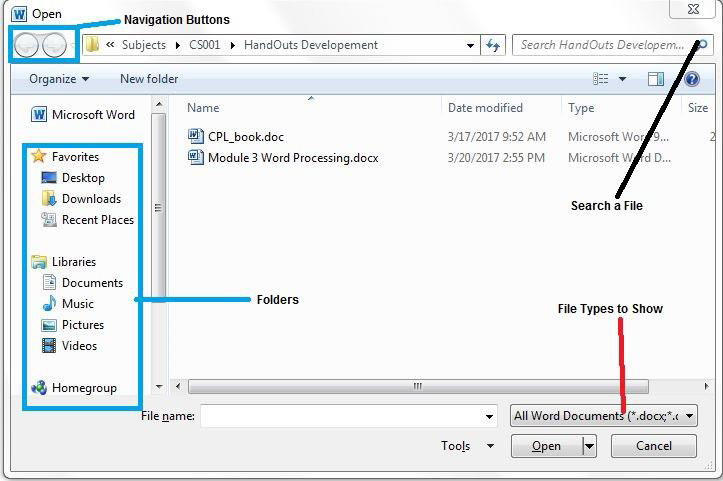 Open
Navigation Buttons
Subjects CS001 HandOuts Developement
Search HandOuts Developem...
Organize New folder
Microsoft Word
Name Date modified Type Size
CPL_book.doc 3/17/2017 9:52 AM Microsoft Word 9... 2
Module 3 Word Processing.docx 3/20/2017 2:55 PM Microsoft Word D...
Favorites
Desktop
Downloads
Recent Places
Search a File
Libraries
Documents
Music
Pictures
Videos
Folders
File Types to Show
Homegroup
File name: All Word Documents (*.docx;*.
Tools Open Cancel